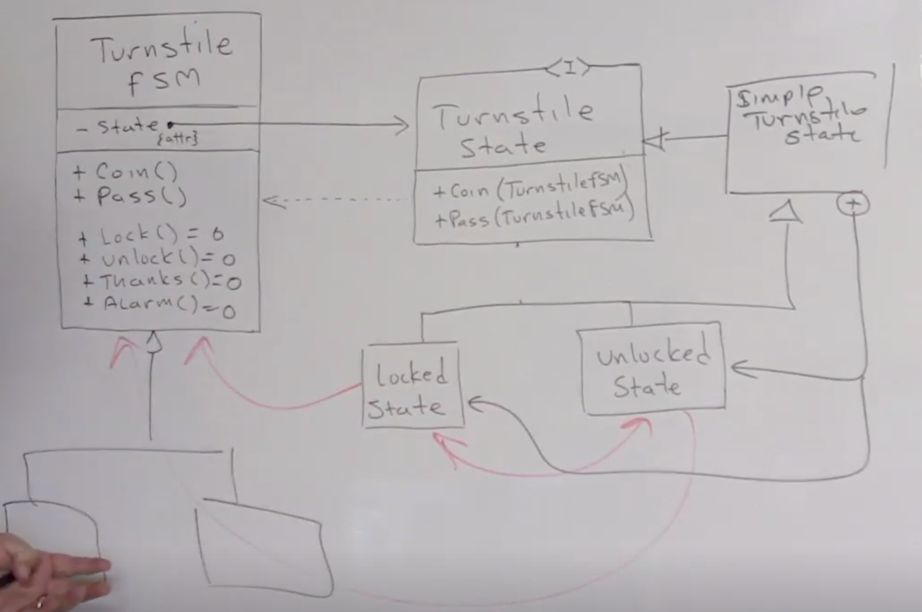 Turnstile
fSM
- State
{attr}
+ Coin()
+ Pass()
+ Lock() = 0
+ unlock() = 0
+ Thanks() = 0
+ ALarm() = 0
<I>
Turnstile
State
+ Coin (Turnstilefsm)
+ Pass (TurnstileFSM)
Simple
Turnstile
State
Locked
State
unlocked
State